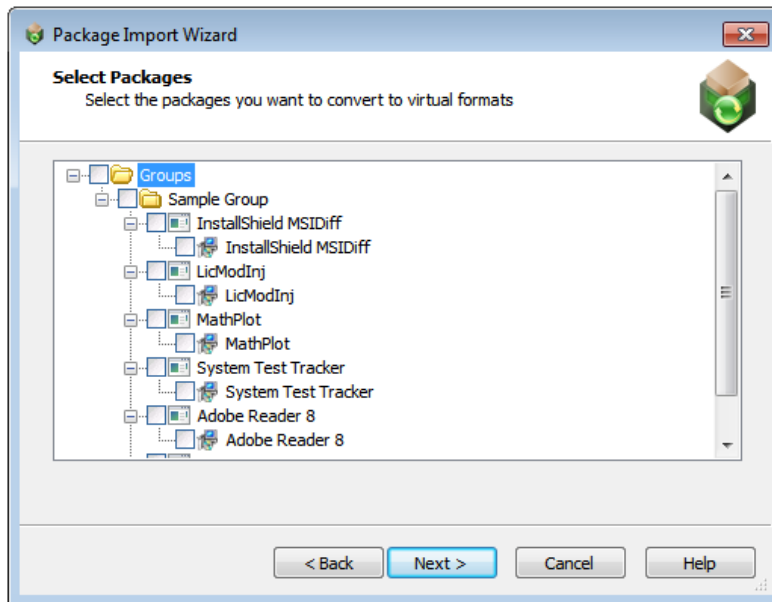 Package Import Wizard
Select Packages
Select the packages you want to convert to virtual formats
Groups
Sample Group
InstallShield MSIDiff
InstallShield MSIDiff
LicModInj
LicModInj
MathPlot
MathPlot
System Test Tracker
System Test Tracker
Adobe Reader 8
Adobe Reader 8
< Back Next > Cancel Help